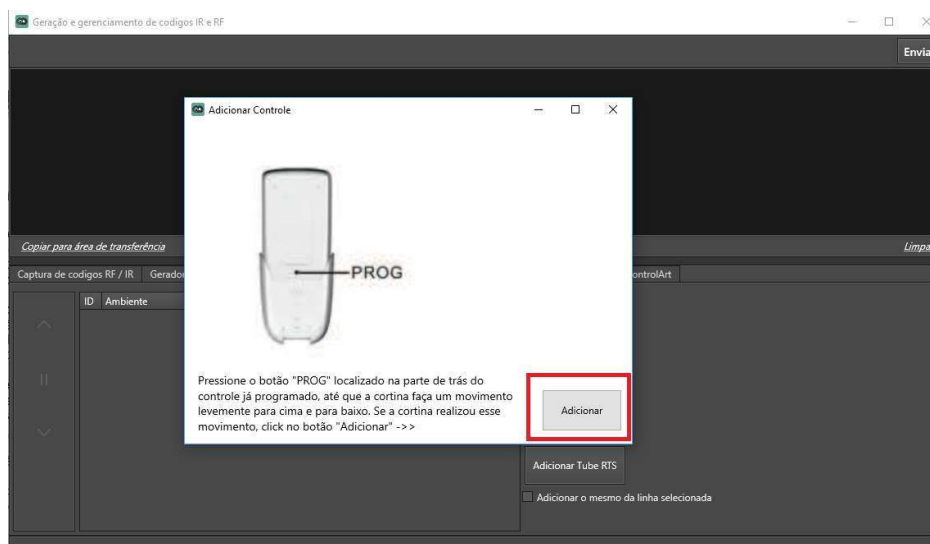 Geração e gerenciamento de codigos IR e RF
Envia
Adicionar Controle
PROG
Copiar para área de transferência
Limpa
Captura de codigos RF / IR
Gerado
ontrolArt
ID
Ambiente
Pressione o botão "PROG" localizado na parte de trás do
controle já programado, até que a cortina faça um movimento
levemente para cima e para baixo. Se a cortina realizou esse
movimento, click no botão "Adicionar" ->>
Adicionar
Adicionar Tube RTS
Adicionar o mesmo da linha selecionada